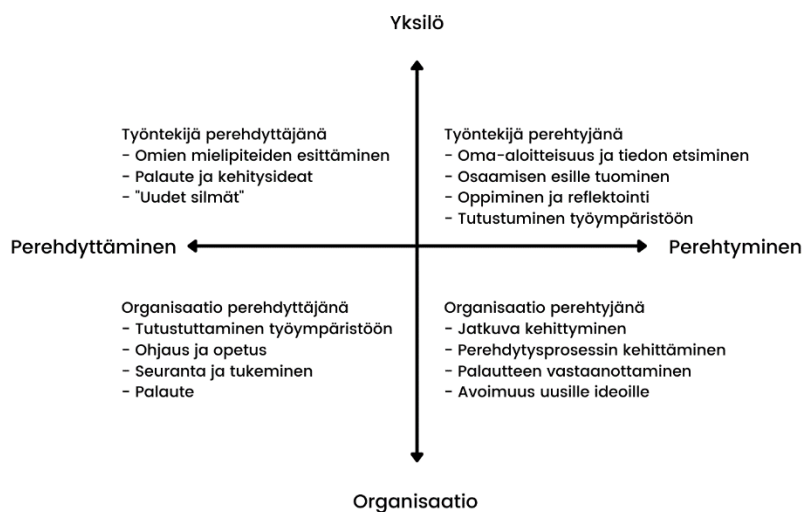 Yksilö
Työntekijä perehdyttäjänä
- Omien mielipiteiden esittäminen
- Palaute ja kehitysideat
- "Uudet silmät"
Työntekijä perehtyjänä
- Oma-aloitteisuus ja tiedon etsiminen
- Osaamisen esille tuominen
- Oppiminen ja reflektointi
- Tutustuminen työympäristöön
Perehdyttäminen
Perehtyminen
Organisaatio perehdyttäjänä
- Tutustuttaminen työympäristöön
- Ohjaus ja opetus
- Seuranta ja tukeminen
- Palaute
Organisaatio perehtyjänä
- Jatkuva kehittyminen
- Perehdytysprosessin kehittäminen
- Palautteen vastaanottaminen
- Avoimuus uusille ideoille
Organisaatio